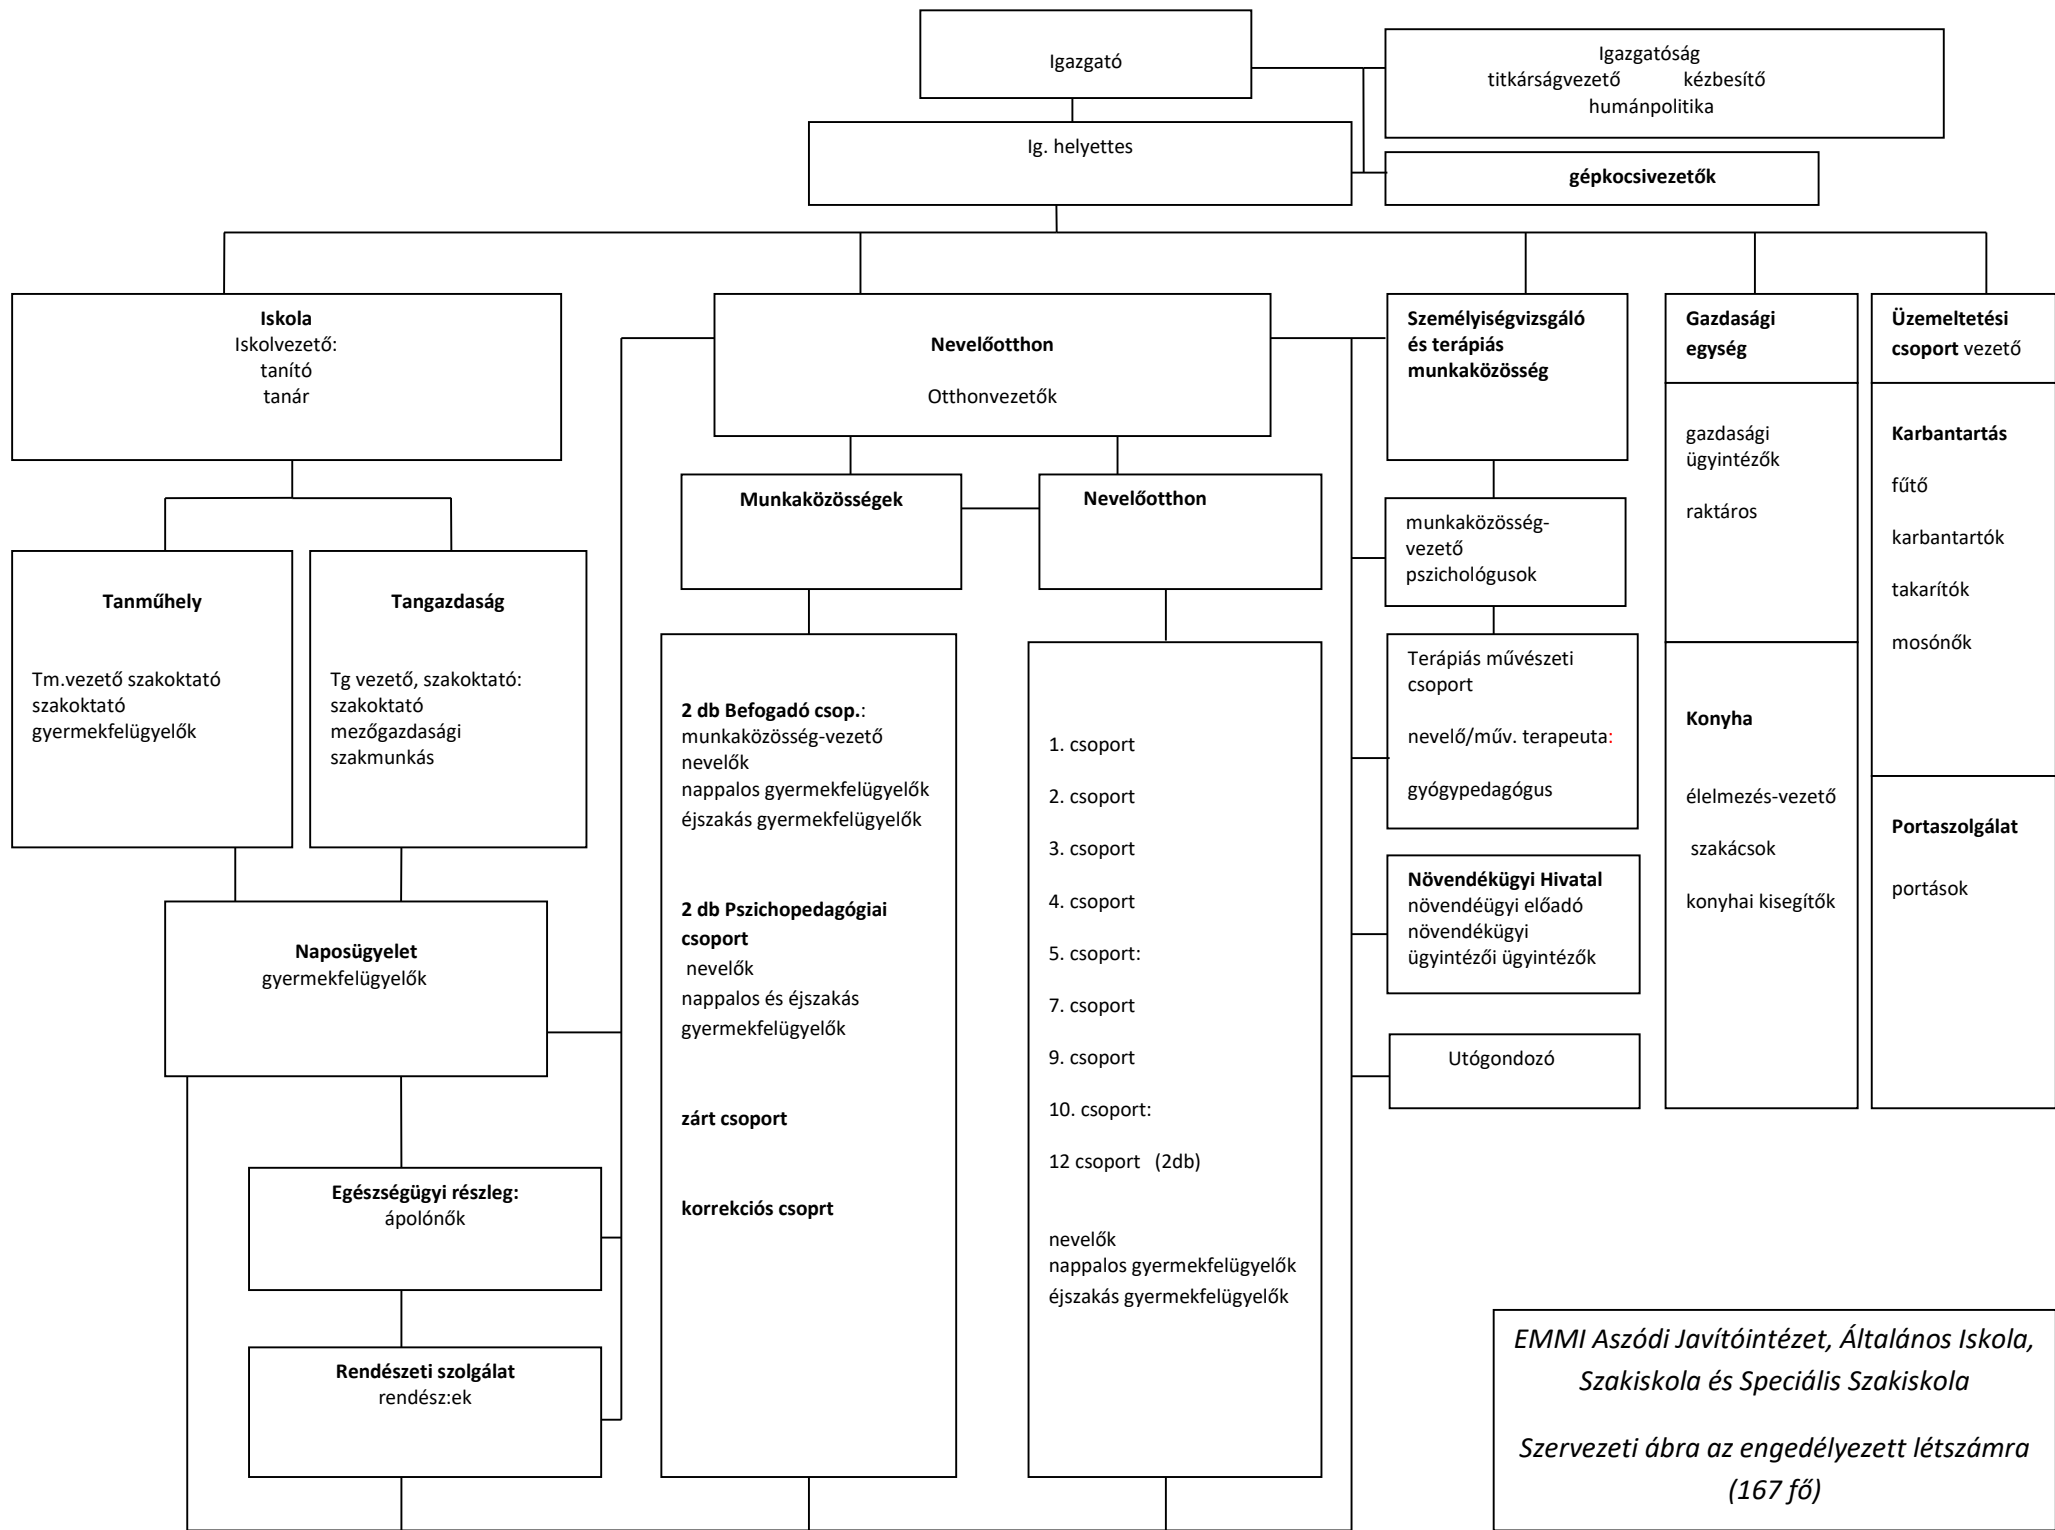 Igazgató
Igazgatóság
titkárságvezető kézbesítő
humánpolitika
Ig. helyettes
gépkocsivezetők
Iskola
Iskolvezető:
tanító
tanár
Nevelőotthon
Otthonvezetők
Személyiségvizsgáló
és terápiás
munkaközösség
Gazdasági
egység
Üzemeltetési
csoport vezető
gazdasági
ügyintézők
raktáros
Karbantartás
fűtő
karbantartók
takarítók
mosónők
Munkaközösségek
Nevelőotthon
munkaközösség-
vezető
pszichológusok
Tanműhely
Tm.vezető szakoktató
szakoktató
gyermekfelügyelők
Tangazdaság
Tg vezető, szakoktató:
szakoktató
mezőgazdasági
szakmunkás
2 db Befogadó csop.:
munkaközösség-vezető
nevelők
nappalos gyermekfelügyelők
éjszakás gyermekfelügyelők
2 db Pszichopedagógiai
csoport
nevelők
nappalos és éjszakás
gyermekfelügyelők
zárt csoport
korrekciós csoprt
1. csoport
2. csoport
3. csoport
4. csoport
5. csoport:
7. csoport
9. csoport
10. csoport:
12 csoport (2db)
nevelők
nappalos gyermekfelügyelők
éjszakás gyermekfelügyelők
Terápiás művészeti
csoport
nevelő/műv. terapeuta:
gyógypedagógus
Konyha
élelmezés-vezető
szakácsok
konyhai kisegítők
Portaszolgálat
portások
Növendékügyi Hivatal
növendéügyi előadó
növendékügyi
ügyintézői ügyintézők
Utógondozó
Naposügyelet
gyermekfelügyelők
Egészségügyi részleg:
ápolónők
Rendészeti szolgálat
rendész:ek
EMMI Aszódi Javítóintézet, Általános Iskola,
Szakiskola és Speciális Szakiskola
Szervezeti ábra az engedélyezett létszámra
(167 fő)